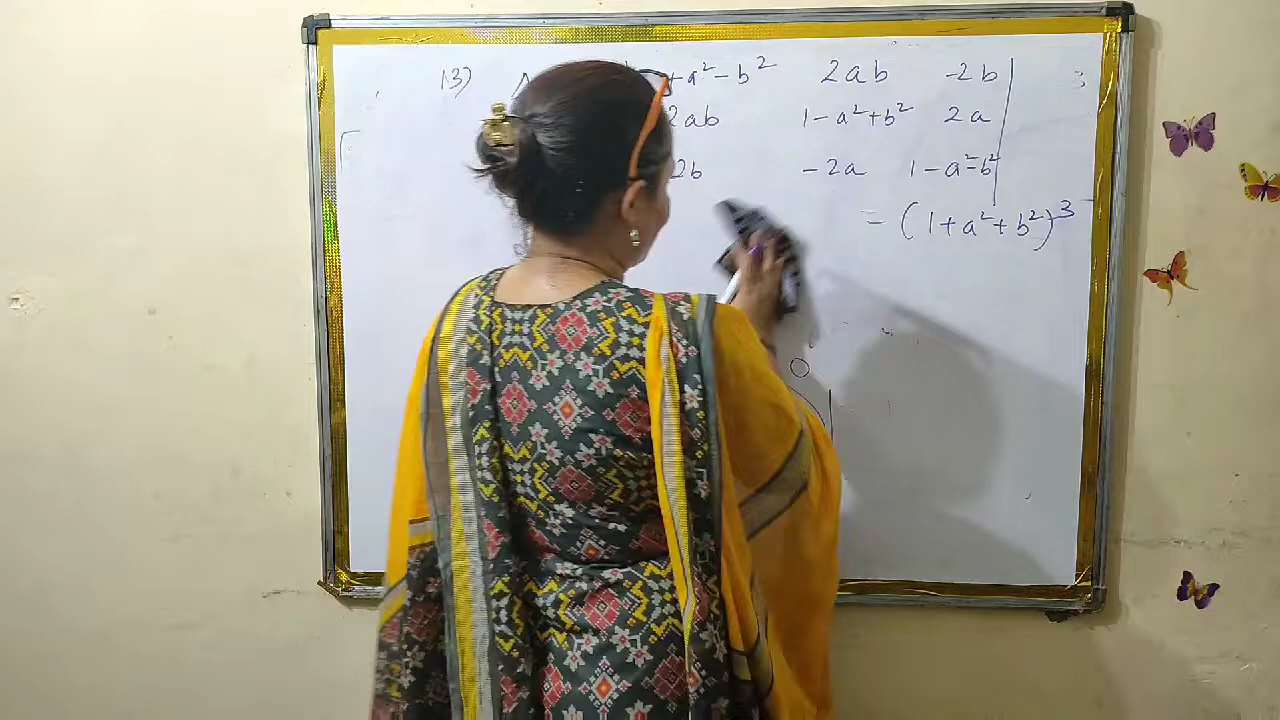 13) + a² - b² 2ab -2b
2ab 1 - a² + b² 2a
2b -2a 1 - a² - b²
= (1 + a² + b²)³
0